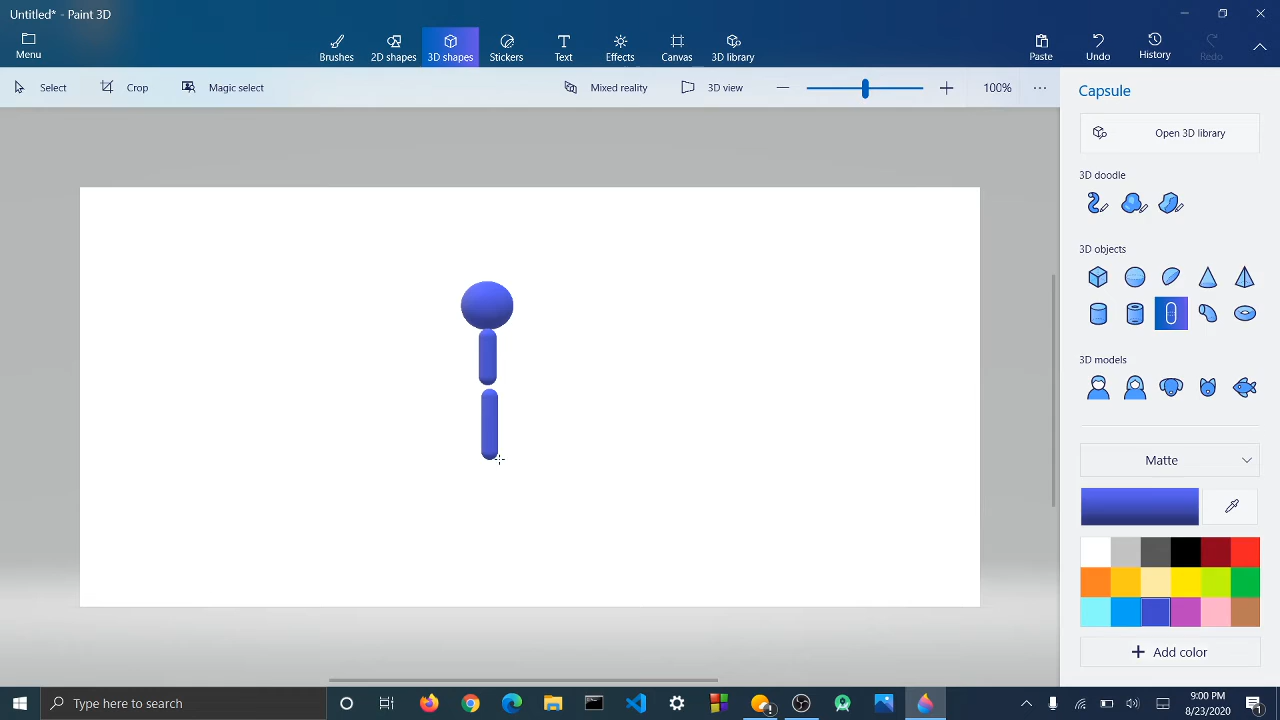 Untitled* - Paint 3D
Menu
Brushes
2D shapes
3D shapes
Stickers
Text
Effects
Canvas
3D library
Paste
Undo
History
Redo
Select
Crop
Magic select
Mixed reality
3D view
100%
Capsule
Open 3D library
3D doodle
3D objects
3D models
Matte
Add color
Type here to search
9:00 PM
8/23/2020